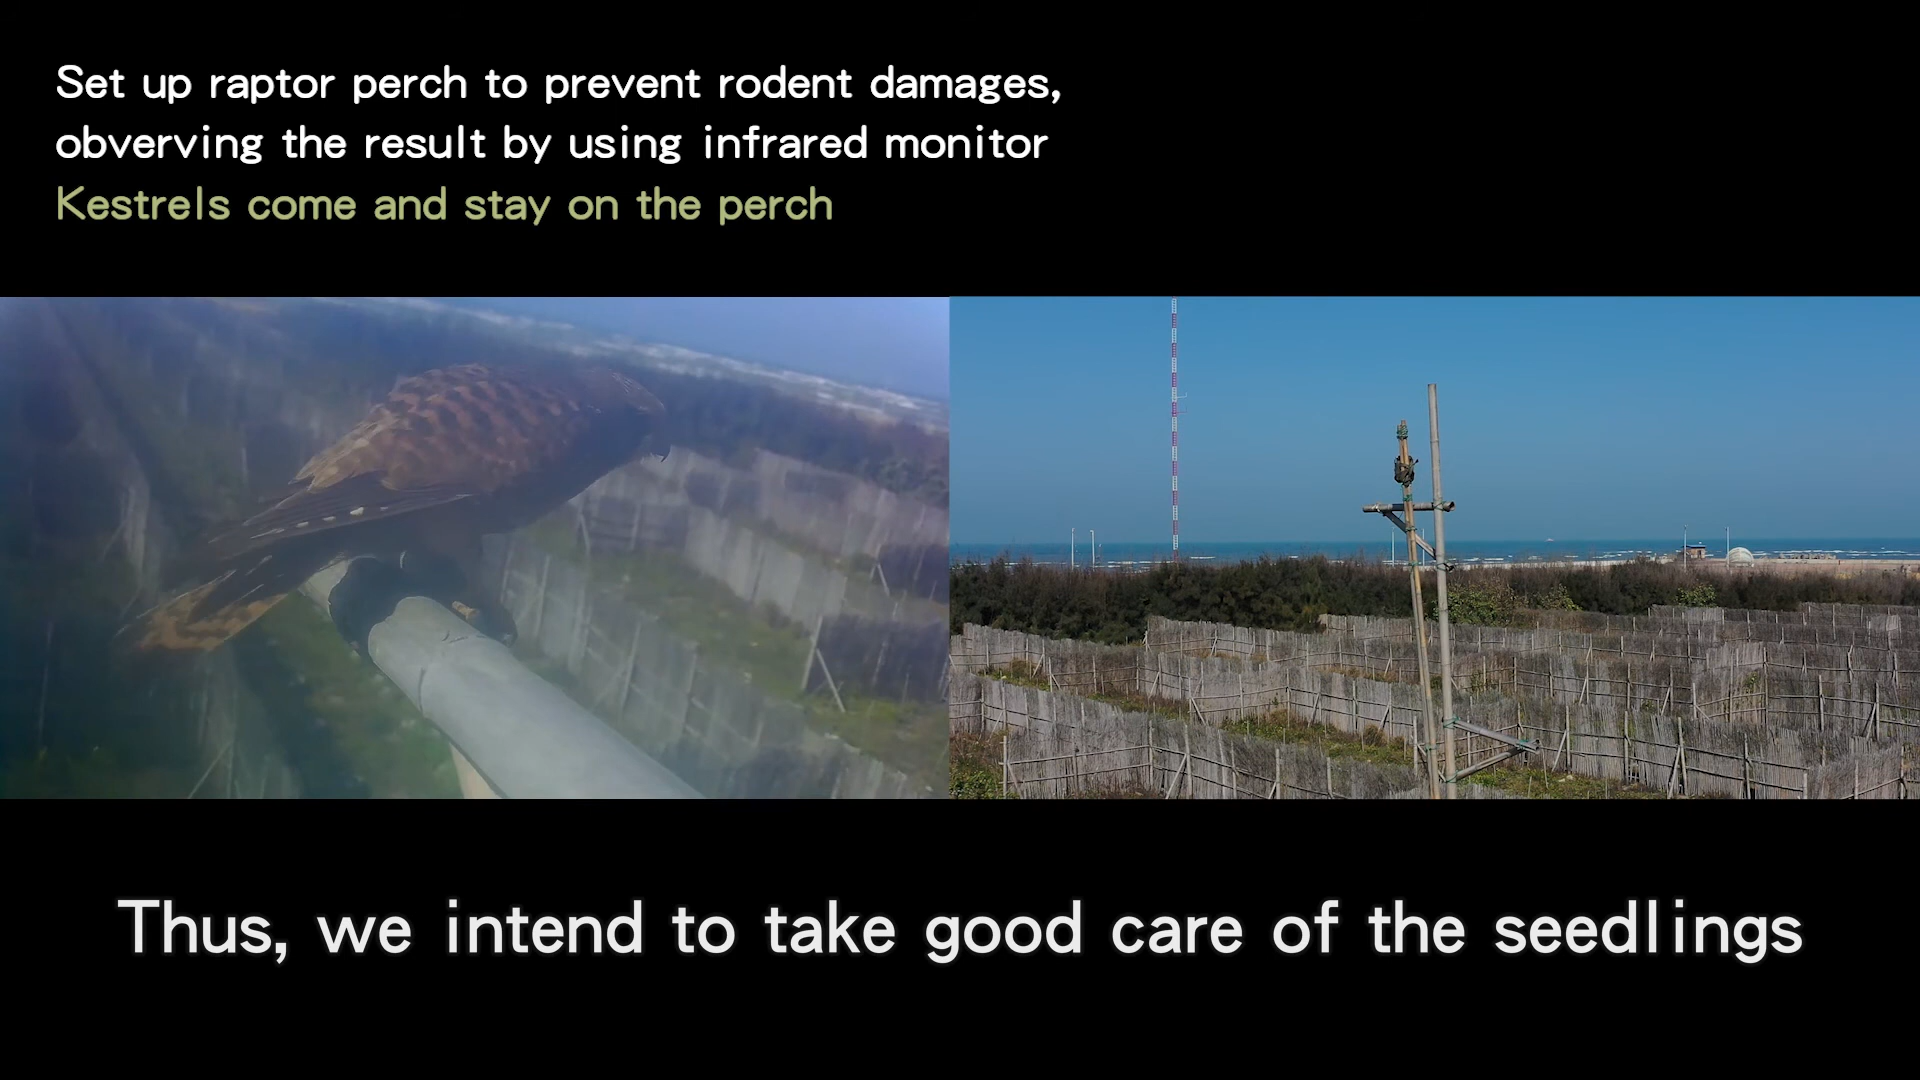 Set up raptor perch to prevent rodent damages,
obverving the result by using infrared monitor
Kestrels come and stay on the perch
Thus, we intend to take good care of the seedlings